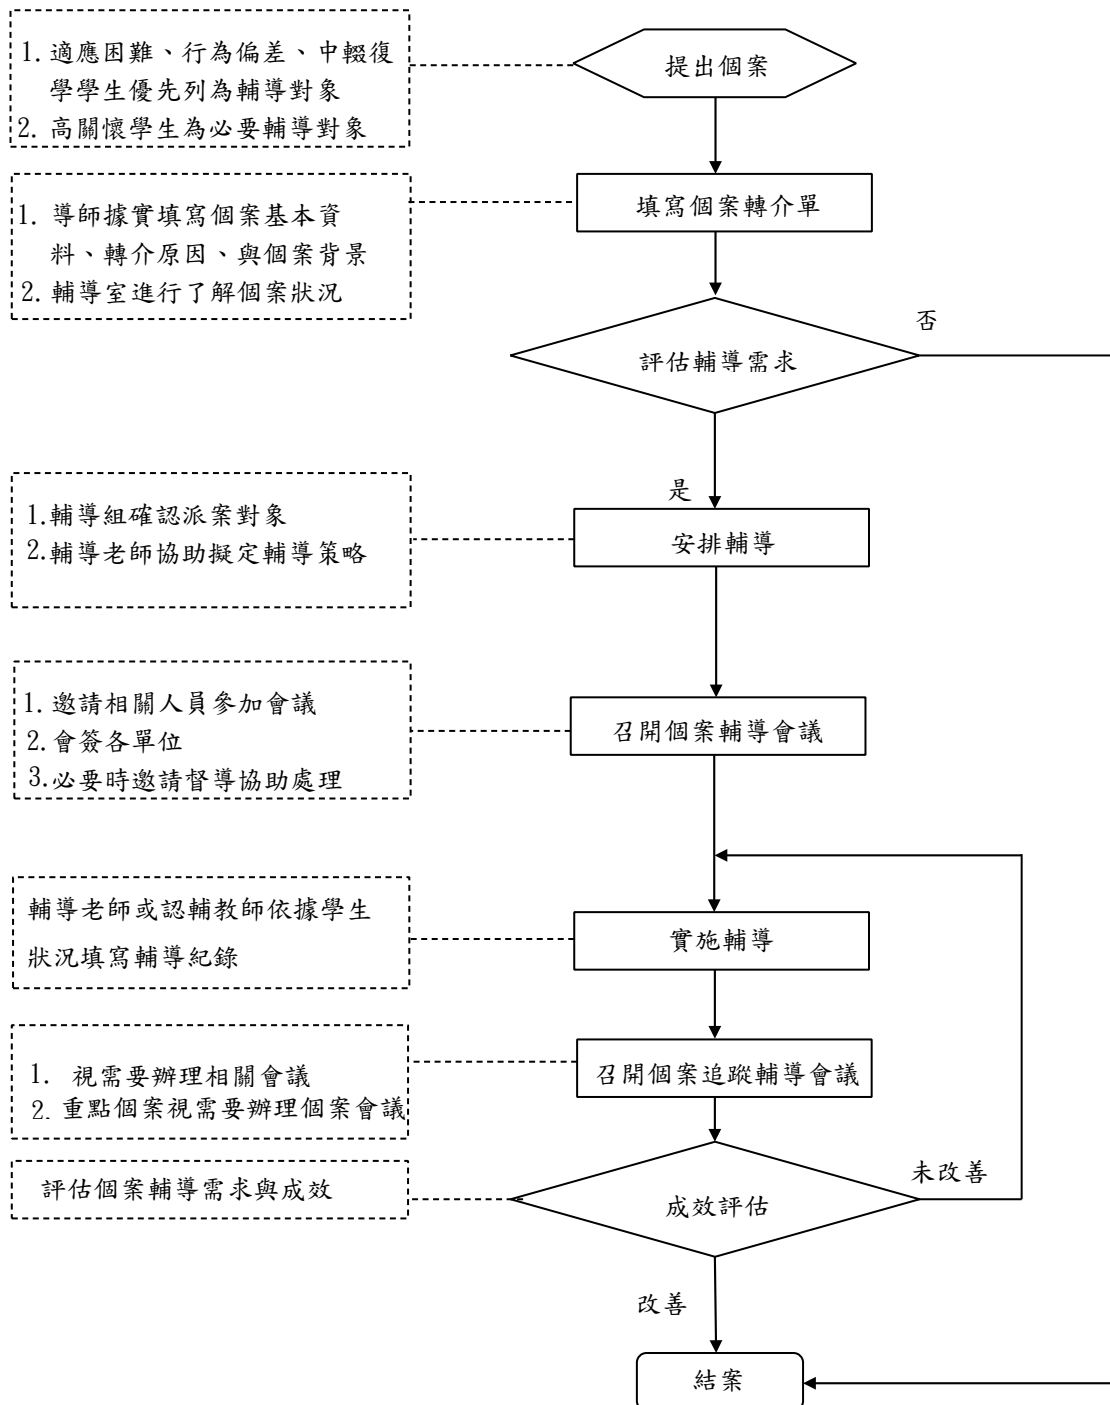 1. 適應困難、行為偏差、中輟復
學學生優先列為輔導對象
2. 高關懷學生為必要輔導對象
提出個案
1. 導師據實填寫個案基本資
料、轉介原因、與個案背景
2. 輔導室進行了解個案狀況
填寫個案轉介單
否
評估輔導需求
是
1.輔導組確認派案對象
2.輔導老師協助擬定輔導策略
安排輔導
1. 邀請相關人員參加會議
2.會簽各單位
3.必要時邀請督導協助處理
召開個案輔導會議
輔導老師或認輔教師依據學生
狀況填寫輔導紀錄
實施輔導
1. 視需要辦理相關會議
2. 重點個案視需要辦理個案會議
召開個案追蹤輔導會議
評估個案輔導需求與成效
未改善
成效評估
改善
結案